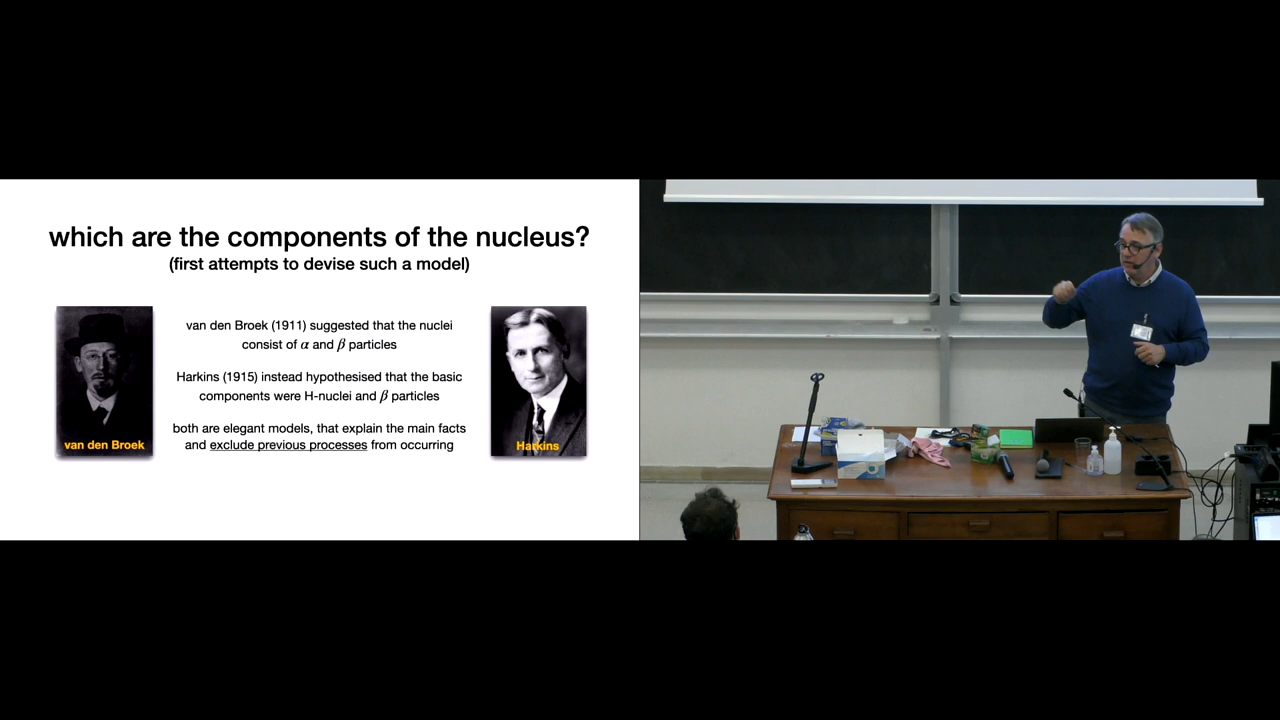 which are the components of the nucleus?
(first attempts to devise such a model)
van den Broek (1911) suggested that the nuclei
consist of α and β particles
Harkins (1915) instead hypothesised that the basic
components were H-nuclei and β particles
both are elegant models, that explain the main facts
and exclude previous processes from occurring
van den Broek
Harkins